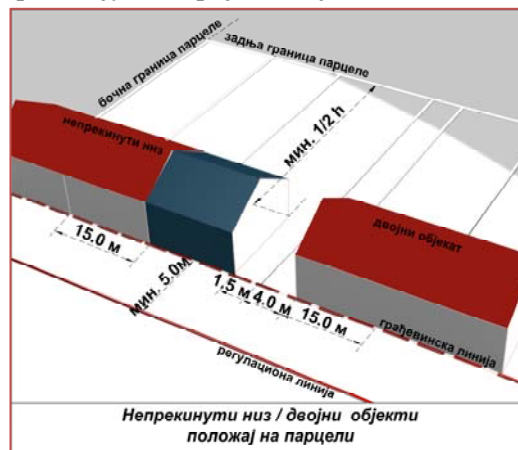 бочна граница парцеле
задња граница парцеле
непрекинути низ
мин. 1/2 h
двојни објекат
15.0 м
мин. 5.0м
1.5 м
4.0 м
15.0 м
грађевинска линија
регулациона линија
Непрекинути низ / двојни објекти
положај на парцели